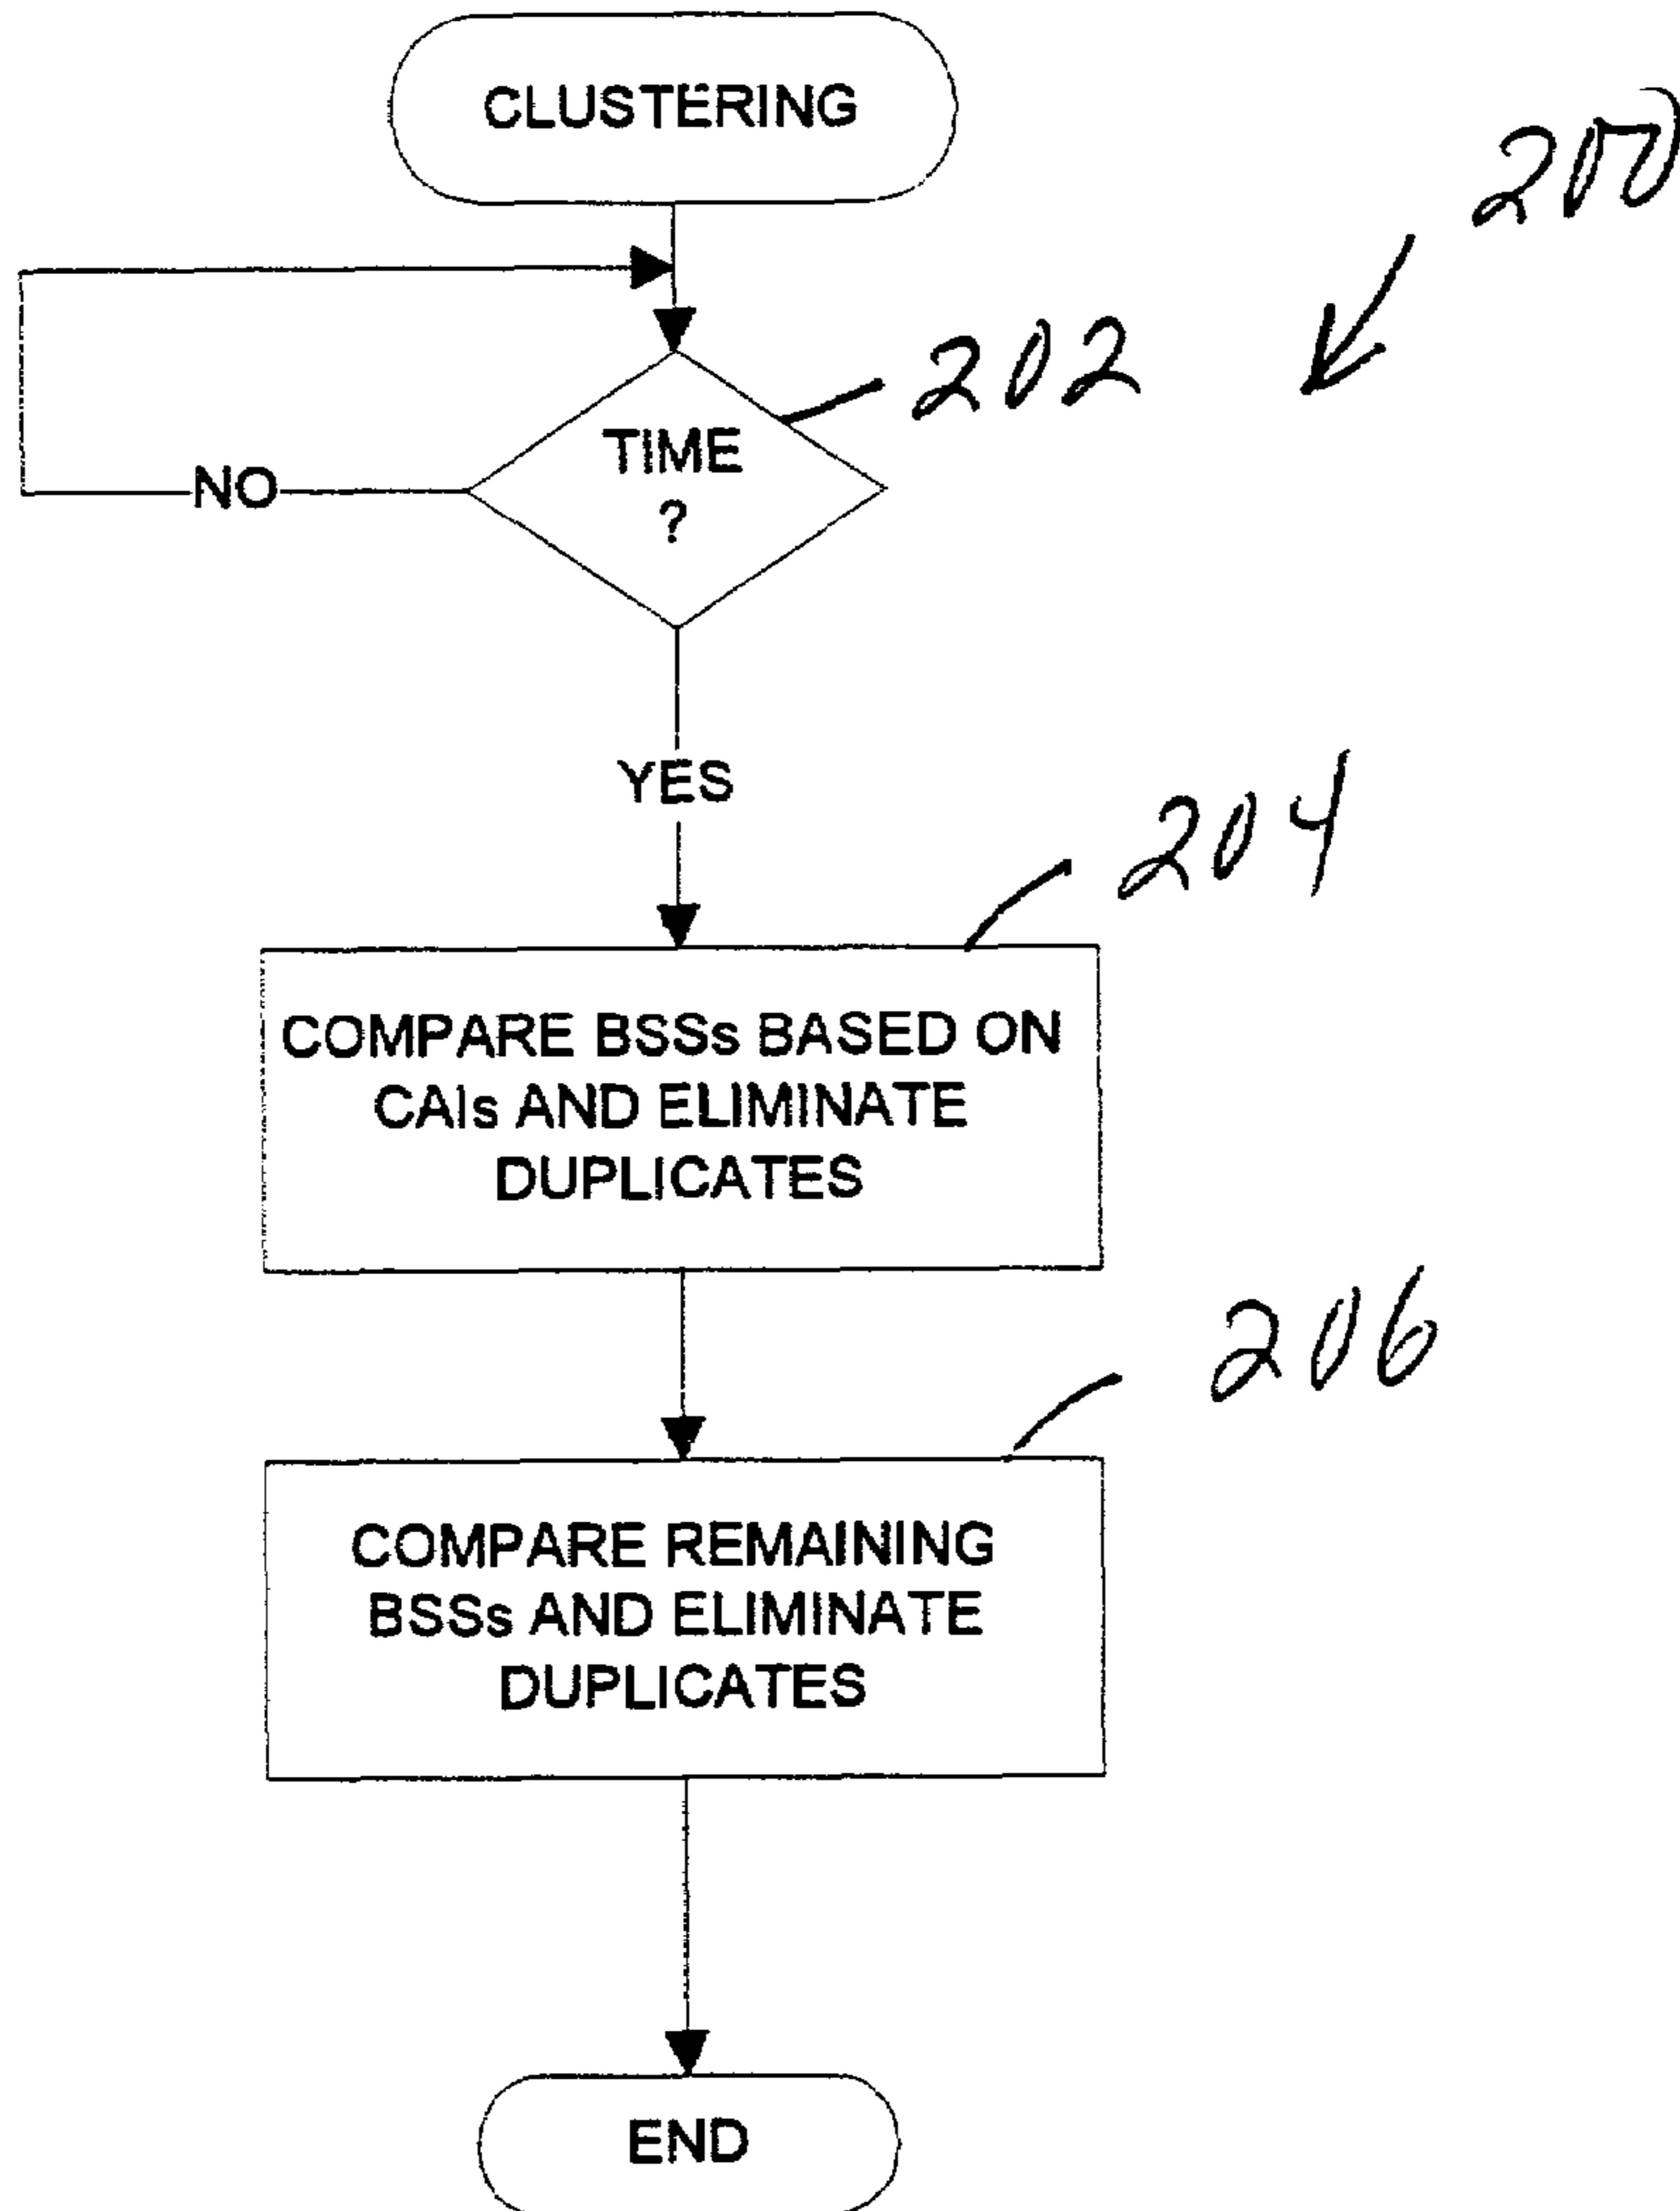 CLUSTERING
200
TIME
?
202
NO
YES
204
COMPARE BSSs BASED ON
CAIs AND ELIMINATE
DUPLICATES
206
COMPARE REMAINING
BSSs AND ELIMINATE
DUPLICATES
END